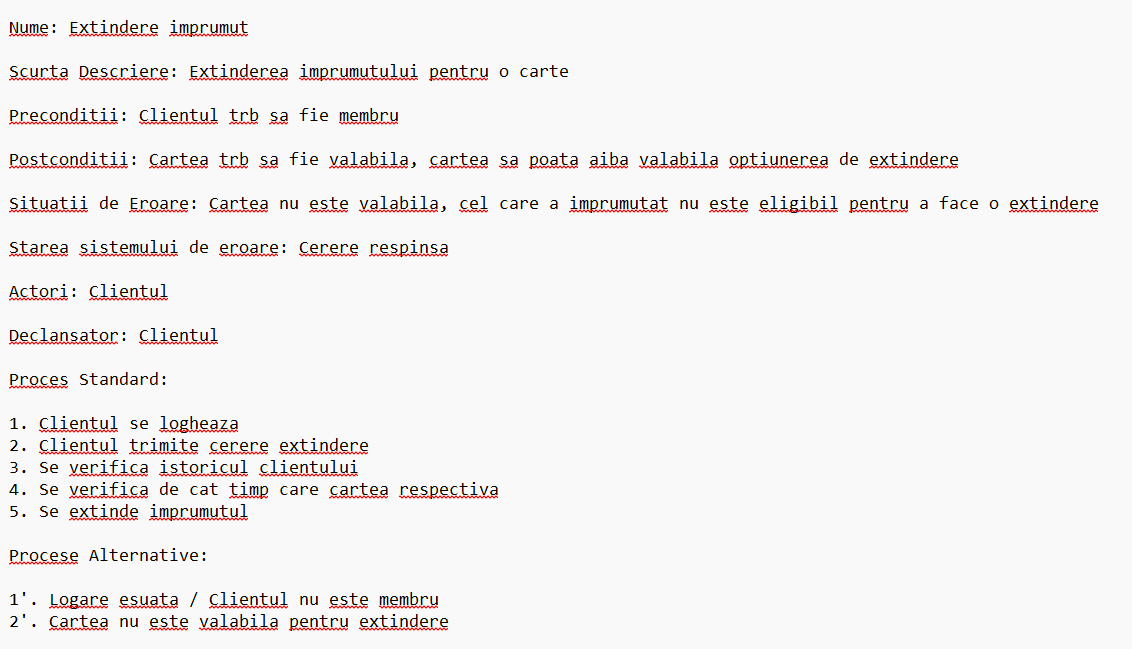 Nume: Extindere imprumut
Scurta Descriere: Extinderea imprumutului pentru o carte
Preconditii: Clientul trb sa fie membru
Postconditii: Cartea trb sa fie valabila, cartea sa poata aiba valabila optiunerea de extindere
Situatii de Eroare: Cartea nu este valabila, cel care a imprumutat nu este eligibil pentru a face o extindere
Starea sistemului de eroare: Cerere respinsa
Actori: Clientul
Declansator: Clientul
Proces Standard:
1. Clientul se logheaza
2. Clientul trimite cerere extindere
3. Se verifica istoricul clientului
4. Se verifica de cat timp care cartea respectiva
5. Se extinde imprumutul
Procese Alternative:
1'. Logare esuata / Clientul nu este membru
2'. Cartea nu este valabila pentru extindere